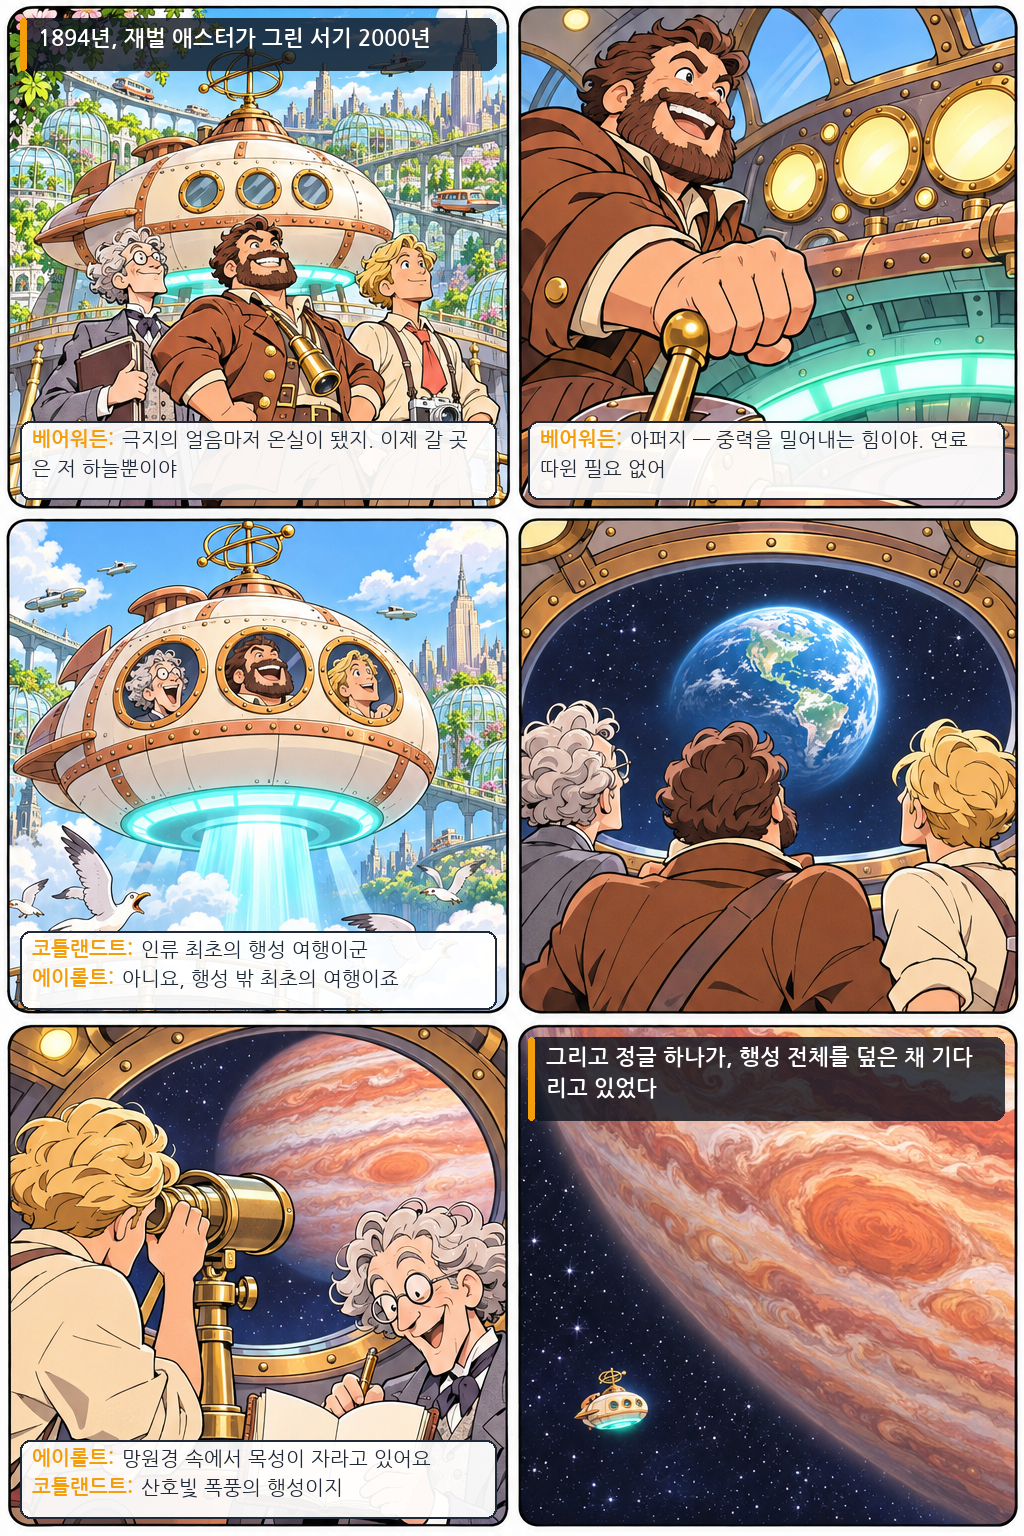 1894년, 재벌 애스터가 그린 서기 2000년
베어워든: 극지의 얼음마저 온실이 됐지. 이제 갈 곳
은 저 하늘뿐이야
베어워든: 아퍼지 — 중력을 밀어내는 힘이야. 연료
따윈 필요 없어
코틀랜드트: 인류 최초의 행성 여행이군
에이롤트: 아니요, 행성 밖 최초의 여행이죠
에이롤트: 망원경 속에서 목성이 자라고 있어요
코틀랜드트: 산호빛 폭풍의 행성이지
그리고 정글 하나가, 행성 전체를 덮은 채 기다
리고 있었다